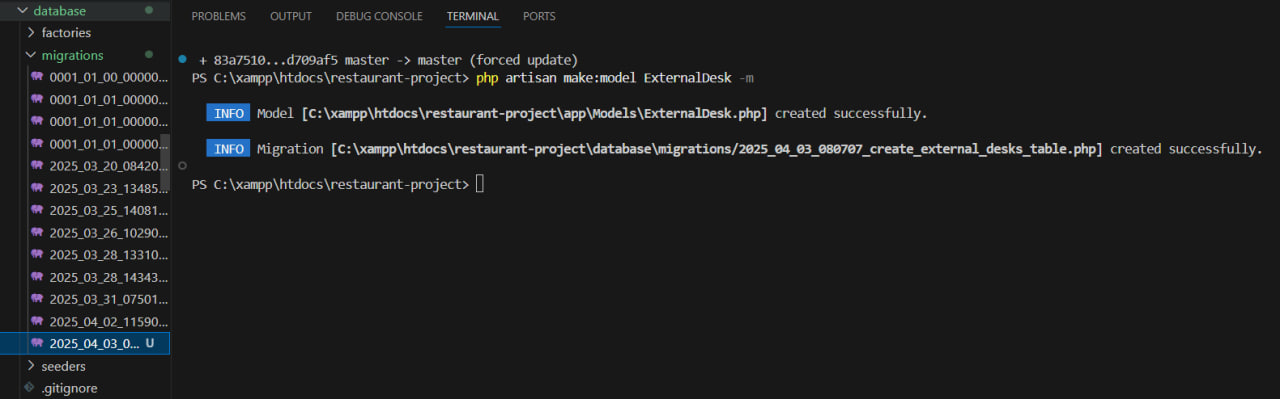 database
factories
migrations
0001_01_00_00000...
0001_01_01_00000...
0001_01_01_00000...
0001_01_01_00000...
2025_03_20_08420...
2025_03_23_13485...
2025_03_25_14081...
2025_03_26_10290...
2025_03_28_13310...
2025_03_28_14343...
2025_03_31_07501...
2025_04_02_11590...
2025_04_03_0... U
seeders
.gitignore
PROBLEMS OUTPUT DEBUG CONSOLE TERMINAL PORTS
+ 83a7510...d709af5 master -> master (forced update)
PS C:\xampp\htdocs\restaurant-project> php artisan make:model ExternalDesk -m
INFO Model [C:\xampp\htdocs\restaurant-project\app\Models\ExternalDesk.php] created successfully.
INFO Migration [C:\xampp\htdocs\restaurant-project\database\migrations/2025_04_03_080707_create_external_desks_table.php] created successfully.
PS C:\xampp\htdocs\restaurant-project>